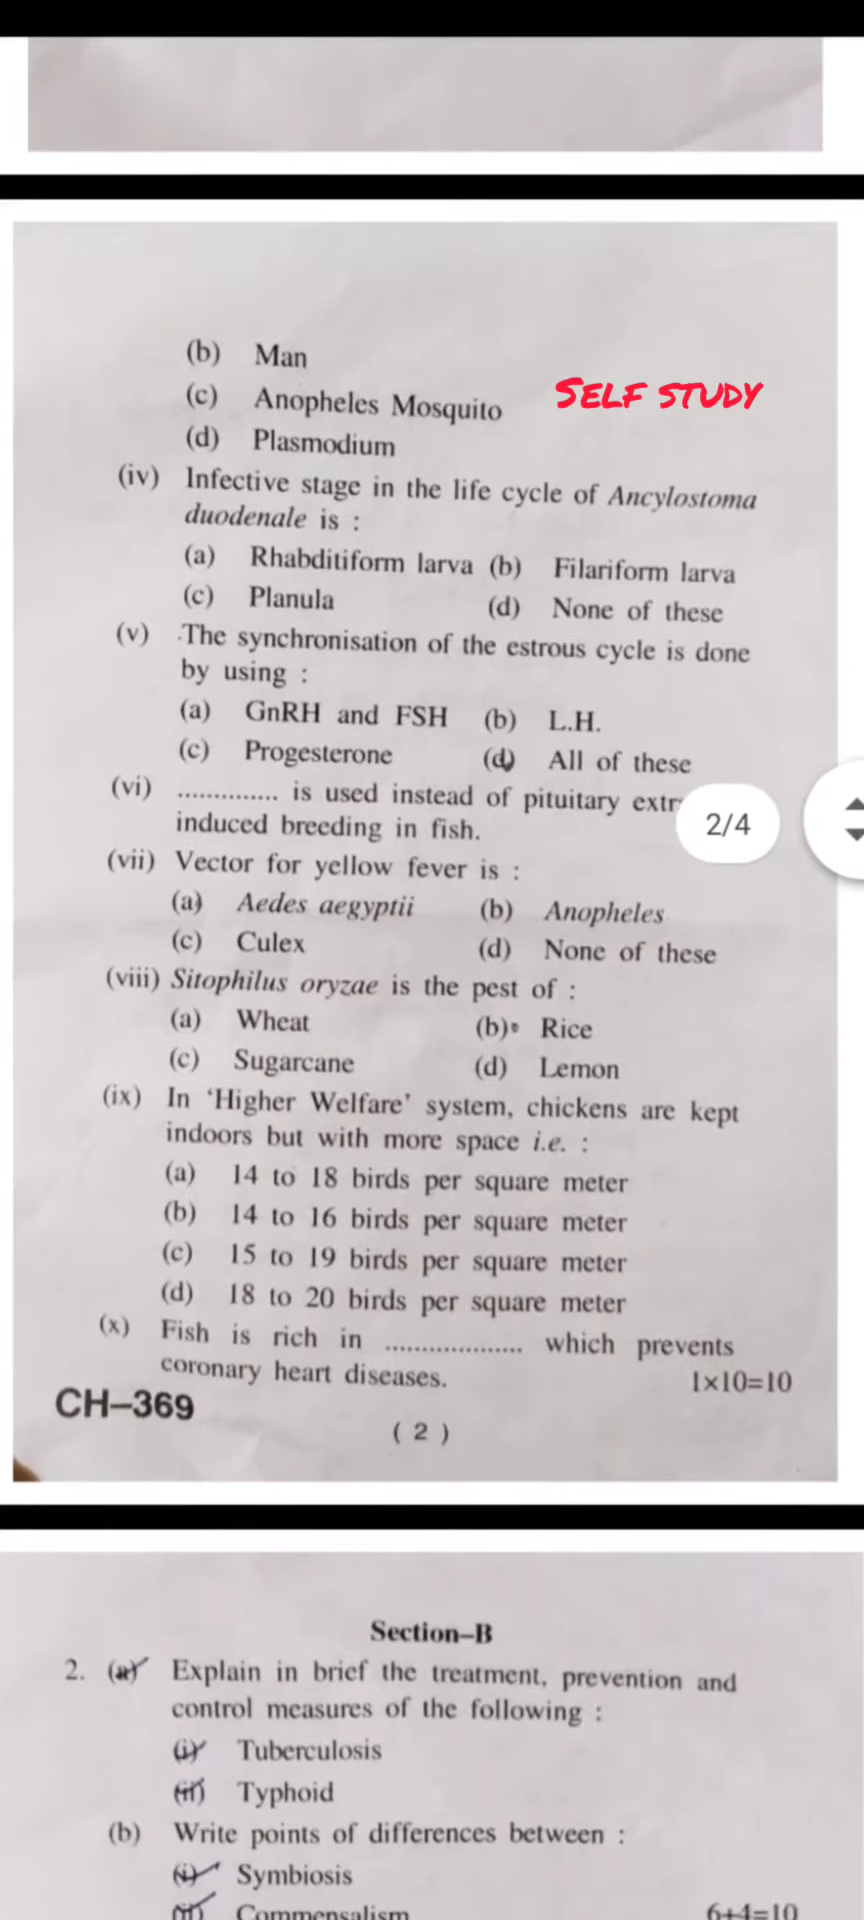 (b) Man
SELF STUDY
(c) Anopheles Mosquito
(d) Plasmodium
(iv) Infective stage in the life cycle of Ancylostoma
duodenale is :
(a) Rhabditiform larva (b) Filariform larva
(c) Planula (d) None of these
(v) The synchronisation of the estrous cycle is done
by using :
(a) GnRH and FSH (b) L.H.
(c) Progesterone (d) All of these
(vi) .............. is used instead of pituitary extr
2/4
induced breeding in fish.
(vii) Vector for yellow fever is :
(a) Aedes aegyptii (b) Anopheles
(c) Culex (d) None of these
(viii) Sitophilus oryzae is the pest of :
(a) Wheat (b) Rice
(c) Sugarcane (d) Lemon
(ix) In 'Higher Welfare' system, chickens are kept
indoors but with more space i.e. :
(a) 14 to 18 birds per square meter
(b) 14 to 16 birds per square meter
(c) 15 to 19 birds per square meter
(d) 18 to 20 birds per square meter
(x) Fish is rich in .................... which prevents
coronary heart diseases. 1×10=10
CH–369
( 2 )
Section–B
2. (a) Explain in brief the treatment, prevention and
control measures of the following :
(i) Tuberculosis
(ii) Typhoid
(b) Write points of differences between :
(i) Symbiosis
(ii) Commensalism 6+4=10